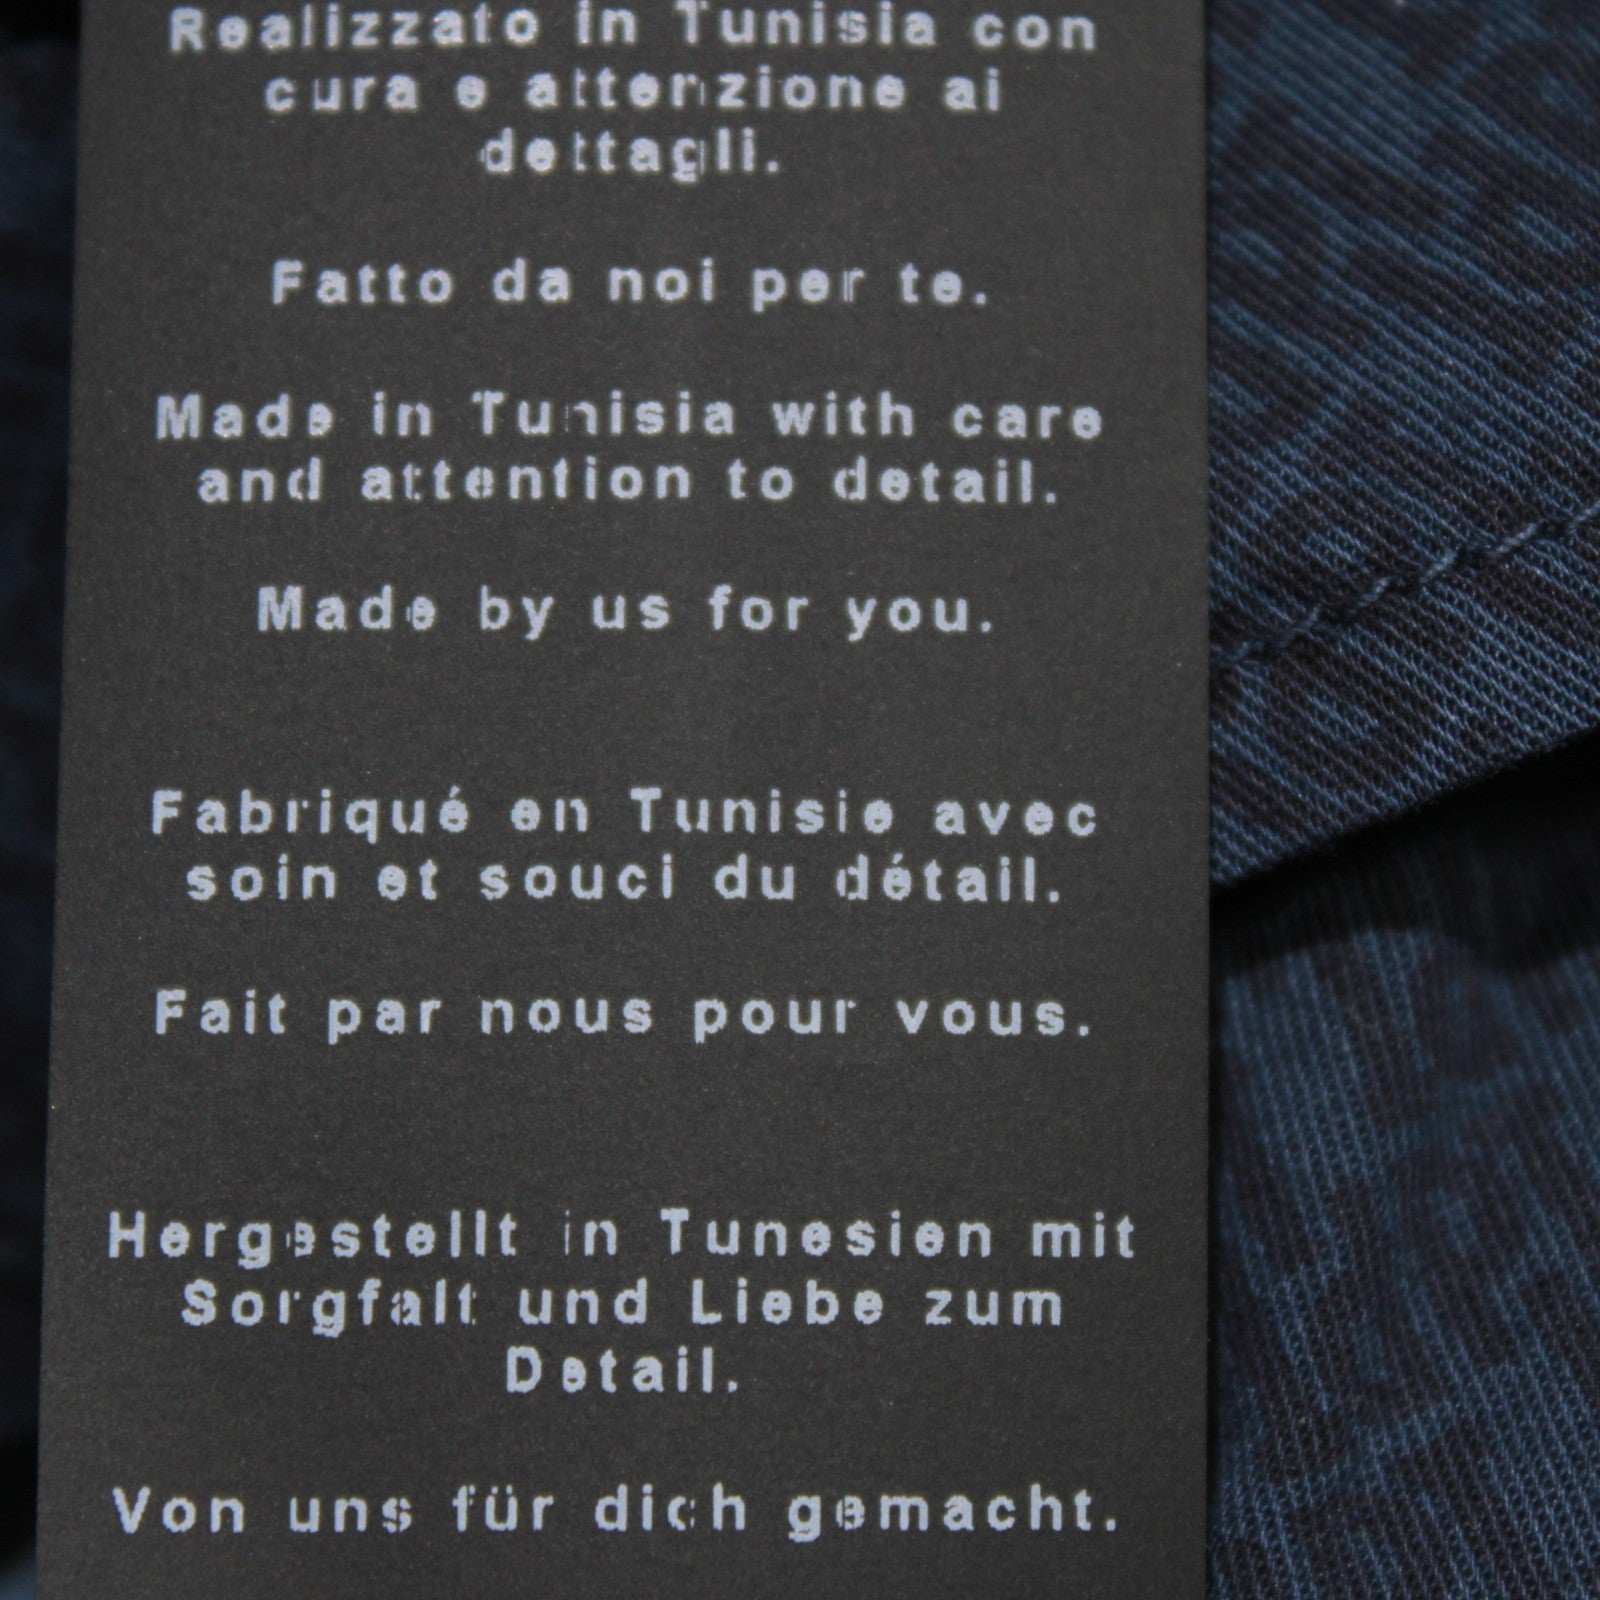 Realizzato in Tunisia con
cura e attenzione ai
dettagli.
Fatto da noi per te.
Made in Tunisia with care
and attention to detail.
Made by us for you.
Fabriqué en Tunisie avec
soin et souci du détail.
Fait par nous pour vous.
Hergestellt in Tunesien mit
Sorgfalt und Liebe zum
Detail.
Von uns für dich gemacht.